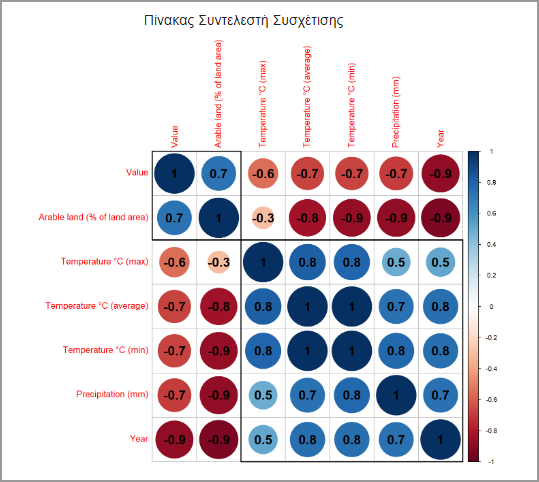 Πίνακας Συντελεστή Συσχέτισης
Value
Arable land (% of land area)
Temperature °C (max)
Temperature °C (average)
Temperature °C (min)
Precipitation (mm)
Year
Value 1 0.7 -0.6 -0.7 -0.7 -0.7 -0.9
Arable land (% of land area) 0.7 1 -0.3 -0.8 -0.9 -0.9 -0.9
Temperature °C (max) -0.6 -0.3 1 0.8 0.8 0.5 0.5
Temperature °C (average) -0.7 -0.8 0.8 1 1 0.7 0.8
Temperature °C (min) -0.7 -0.9 0.8 1 1 0.8 0.8
Precipitation (mm) -0.7 -0.9 0.5 0.7 0.8 1 0.7
Year -0.9 -0.9 0.5 0.8 0.8 0.7 1
1
0.8
0.6
0.4
0.2
0
-0.2
-0.4
-0.6
-0.8
-1